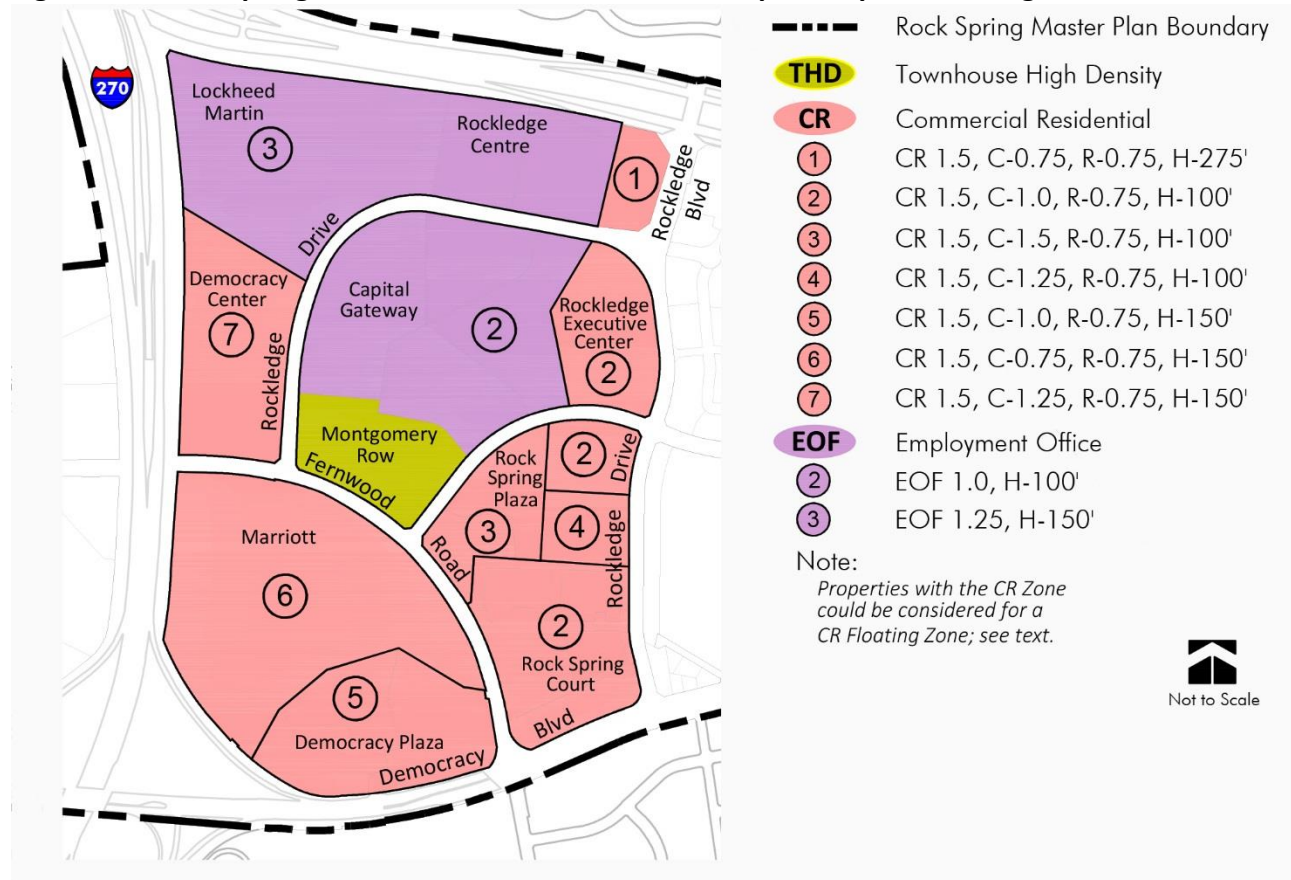 270
Lockheed
Martin
3
Rockledge
Centre
1
Rockledge
Blvd
Drive
Democracy
Center
7
Rockledge
Capital
Gateway
2
Rockledge
Executive
Center
2
Montgomery
Row
Fernwood
Road
Rock
Spring
Plaza
3
2
Drive
4
Rockledge
Marriott
6
2
Rock Spring
Court
5
Democracy Plaza
Democracy
Blvd
Rock Spring Master Plan Boundary
THD Townhouse High Density
CR Commercial Residential
1 CR 1.5, C-0.75, R-0.75, H-275'
2 CR 1.5, C-1.0, R-0.75, H-100'
3 CR 1.5, C-1.5, R-0.75, H-100'
4 CR 1.5, C-1.25, R-0.75, H-100'
5 CR 1.5, C-1.0, R-0.75, H-150'
6 CR 1.5, C-0.75, R-0.75, H-150'
7 CR 1.5, C-1.25, R-0.75, H-150'
EOF Employment Office
2 EOF 1.0, H-100'
3 EOF 1.25, H-150'
Note:
Properties with the CR Zone
could be considered for a
CR Floating Zone; see text.
Not to Scale